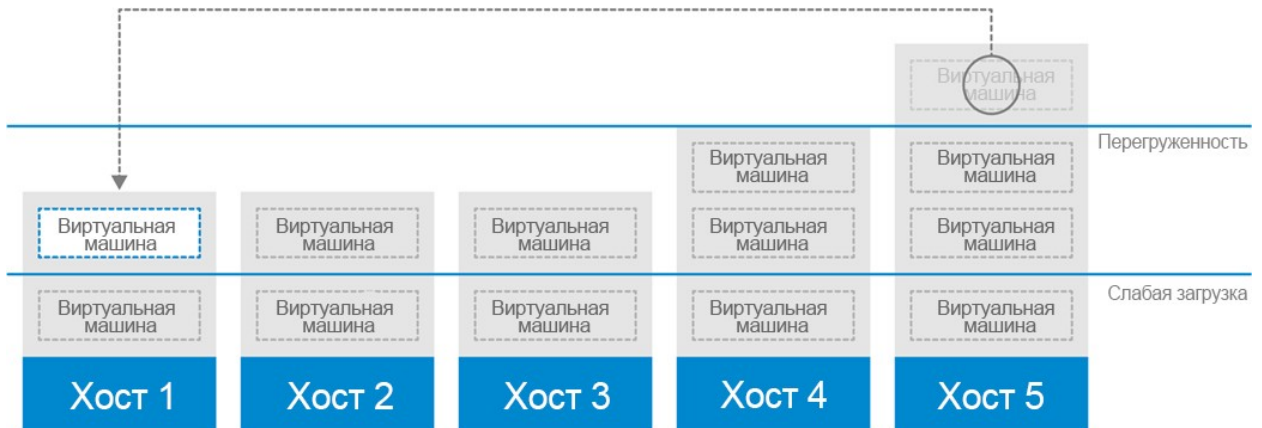 Виртуальная
машина
Перегруженность
Виртуальная
машина
Виртуальная
машина
Виртуальная
машина
Виртуальная
машина
Виртуальная
машина
Виртуальная
машина
Виртуальная
машина
Слабая загрузка
Виртуальная
машина
Виртуальная
машина
Виртуальная
машина
Виртуальная
машина
Виртуальная
машина
Хост 1
Хост 2
Хост 3
Хост 4
Хост 5